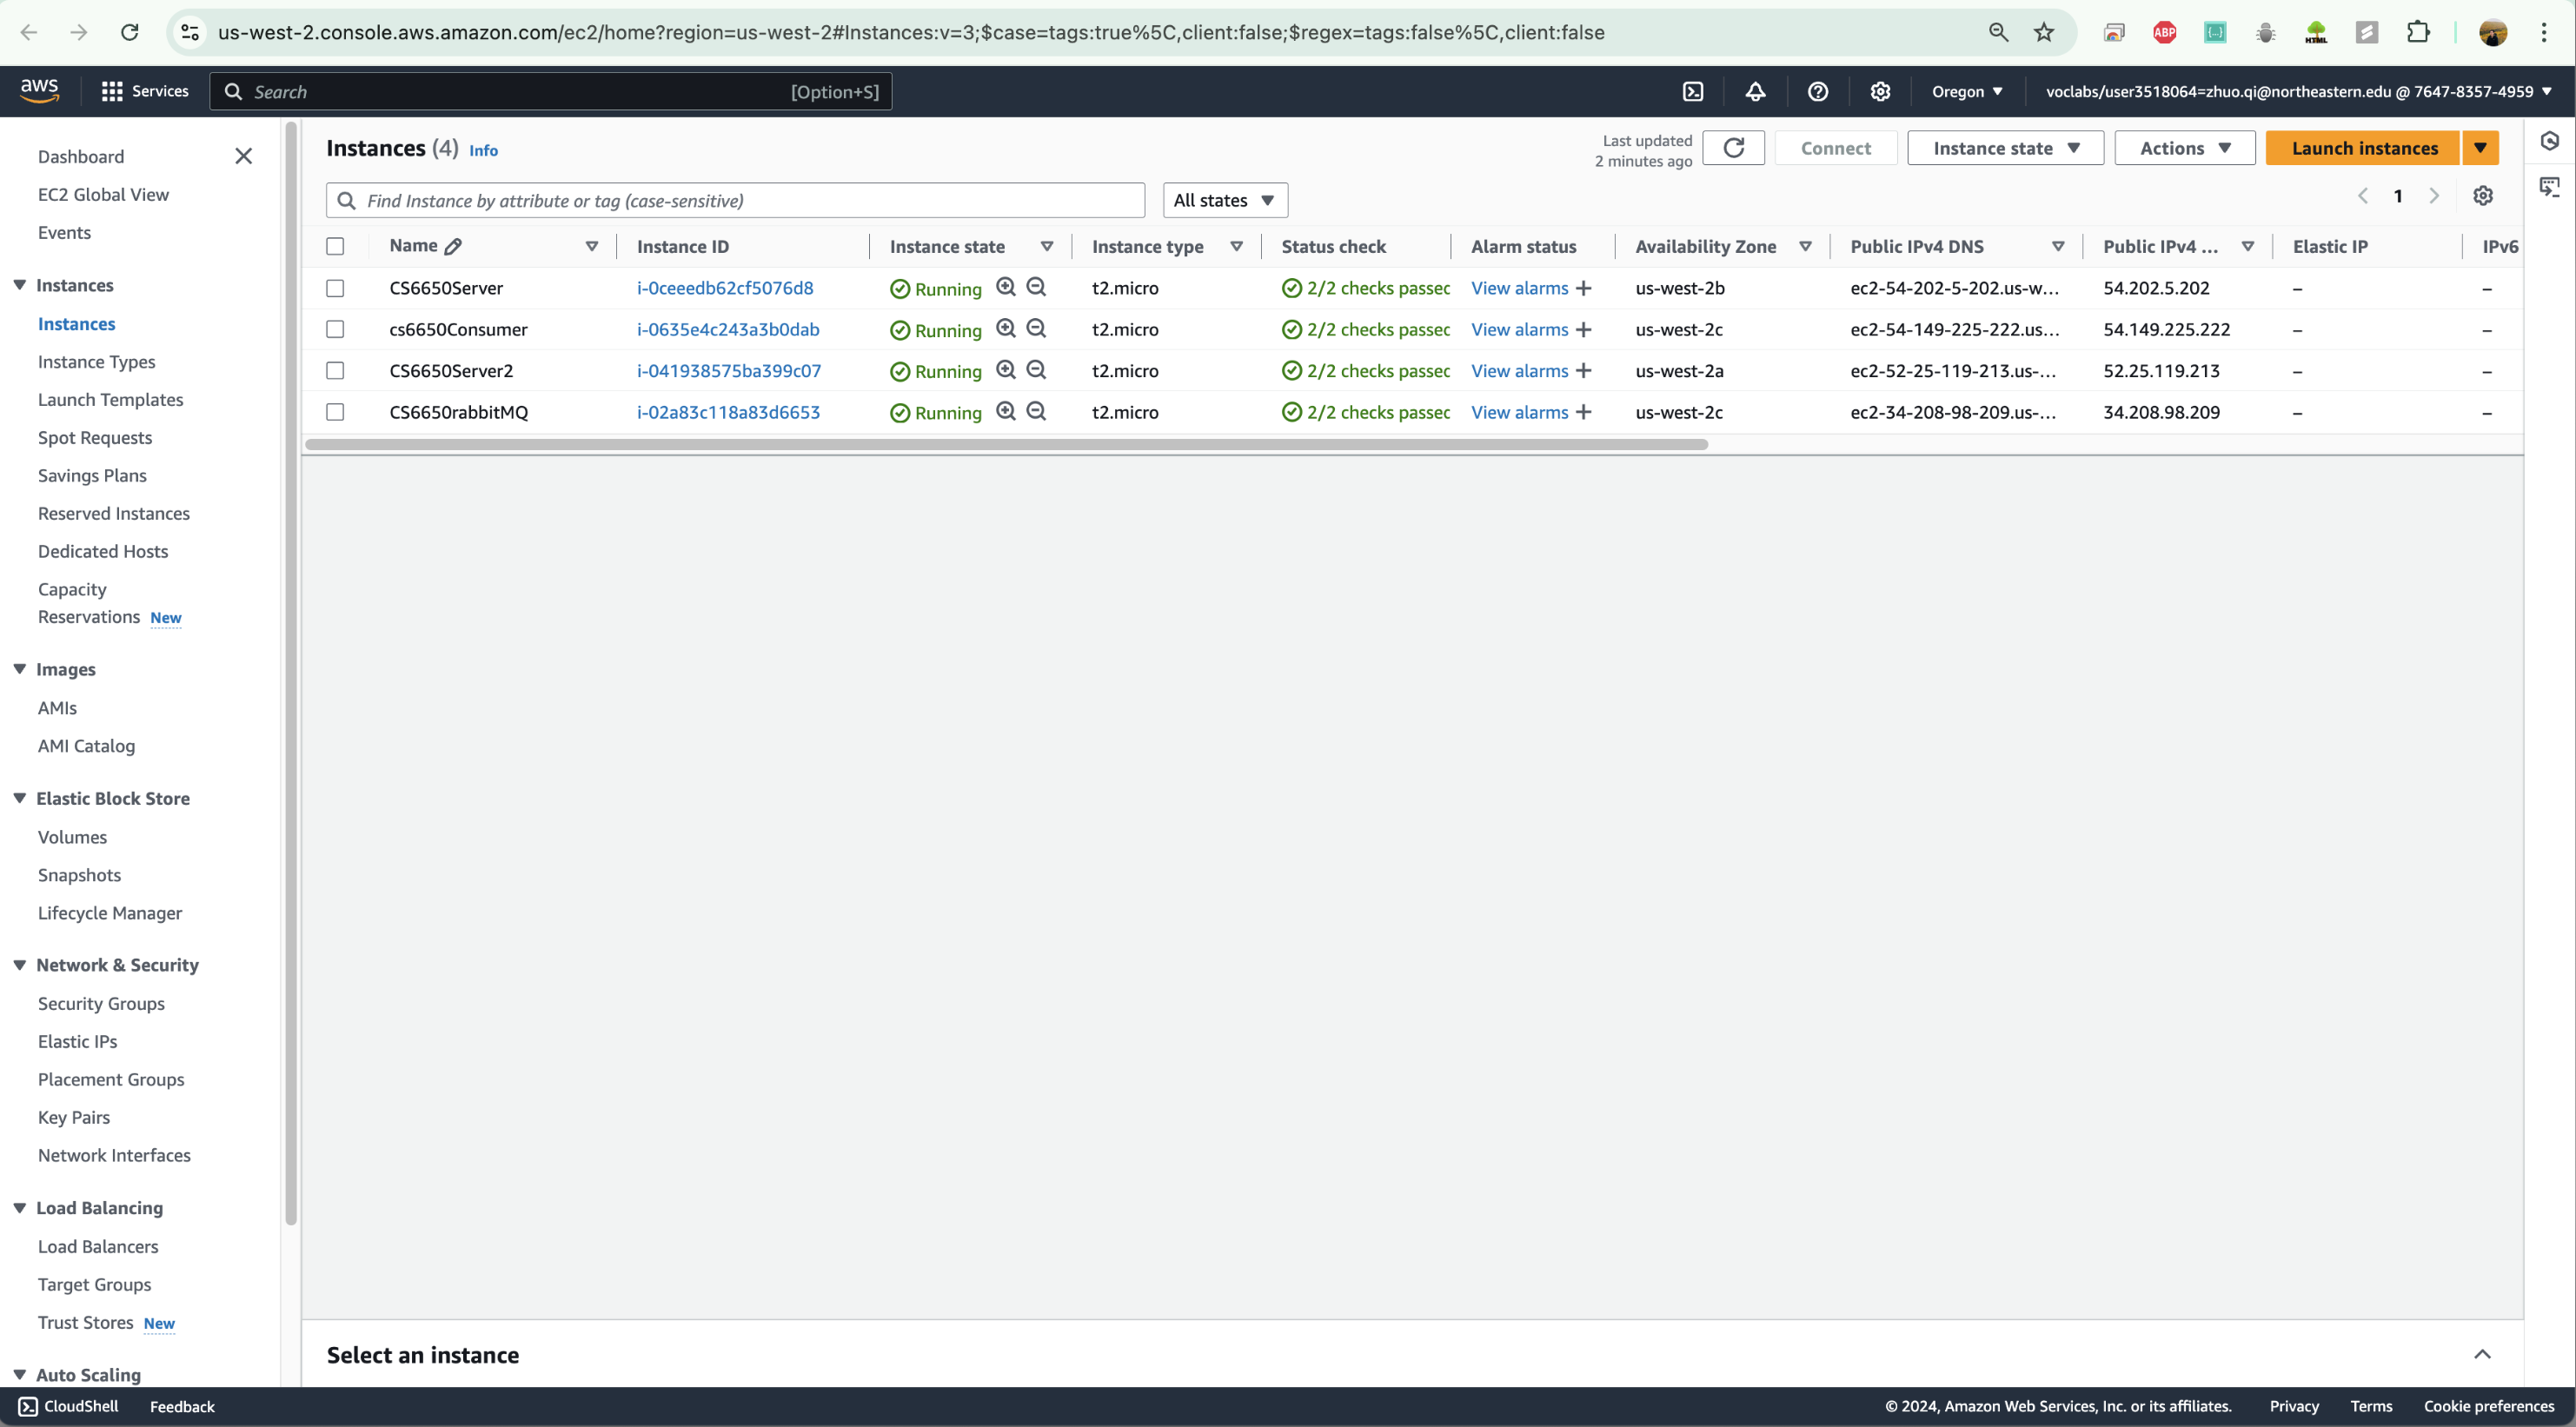 us-west-2.console.aws.amazon.com/ec2/home?region=us-west-2#Instances:v=3;$case=tags:true%5C,client:false;$regex=tags:false%5C,client:false
ABP
HTML
aws
Services
Search
[Option+S]
Oregon
voclabs/user3518064=zhuo.qi@northeastern.edu @ 7647-8357-4959
Dashboard
EC2 Global View
Events
Instances
Instances
Instance Types
Launch Templates
Spot Requests
Savings Plans
Reserved Instances
Dedicated Hosts
Capacity
Reservations New
Images
AMIs
AMI Catalog
Elastic Block Store
Volumes
Snapshots
Lifecycle Manager
Network & Security
Security Groups
Elastic IPs
Placement Groups
Key Pairs
Network Interfaces
Load Balancing
Load Balancers
Target Groups
Trust Stores New
Auto Scaling
Instances (4) Info
Last updated
2 minutes ago
Connect
Instance state
Actions
Launch instances
Find Instance by attribute or tag (case-sensitive)
All states
1
Name Instance ID Instance state Instance type Status check Alarm status Availability Zone Public IPv4 DNS Public IPv4 ... Elastic IP IPv6
CS6650Server i-0ceeedb62cf5076d8 Running t2.micro 2/2 checks passec View alarms + us-west-2b ec2-54-202-5-202.us-w... 54.202.5.202 – –
cs6650Consumer i-0635e4c243a3b0dab Running t2.micro 2/2 checks passec View alarms + us-west-2c ec2-54-149-225-222.us... 54.149.225.222 – –
CS6650Server2 i-041938575ba399c07 Running t2.micro 2/2 checks passec View alarms + us-west-2a ec2-52-25-119-213.us-... 52.25.119.213 – –
CS6650rabbitMQ i-02a83c118a83d6653 Running t2.micro 2/2 checks passec View alarms + us-west-2c ec2-34-208-98-209.us-... 34.208.98.209 – –
Select an instance
CloudShell
Feedback
© 2024, Amazon Web Services, Inc. or its affiliates.
Privacy
Terms
Cookie preferences